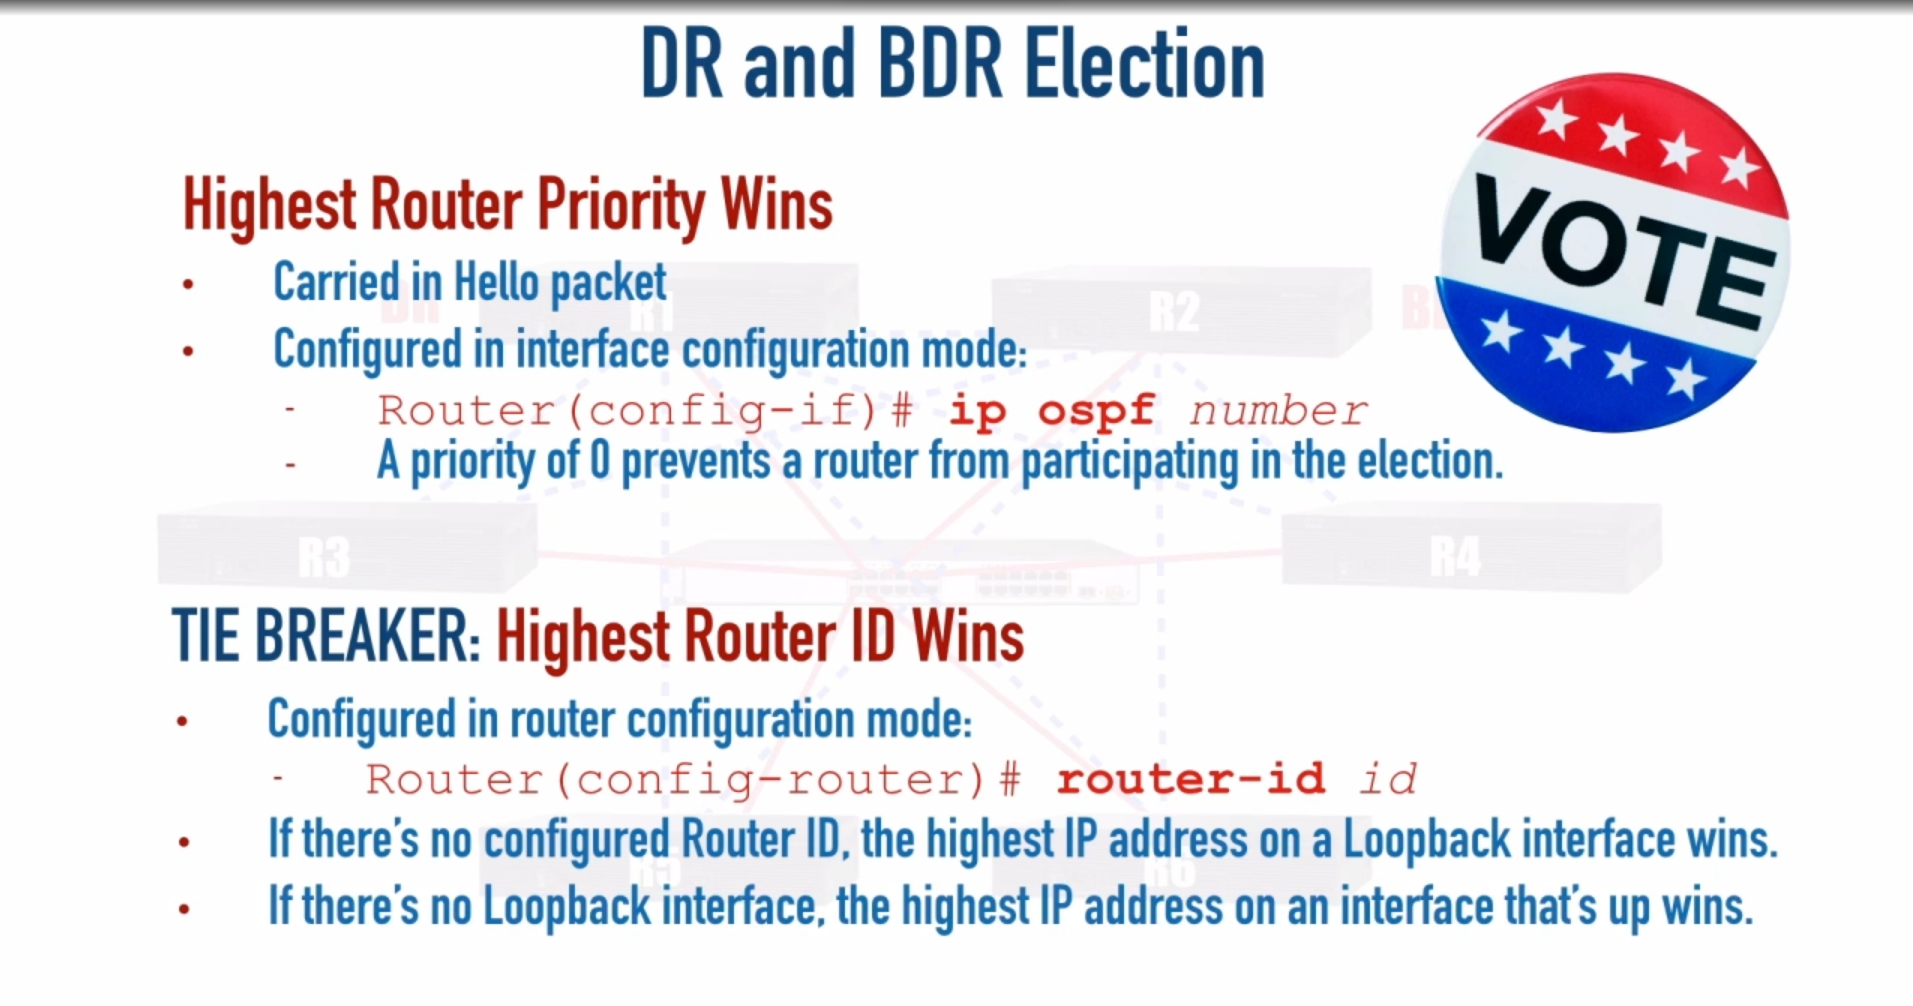 DR and BDR Election
VOTE
Highest Router Priority Wins
• Carried in Hello packet
DR
R1
R2
• Configured in interface configuration mode:
- Router(config-if)# ip ospf number
- A priority of 0 prevents a router from participating in the election.
R3
R4
TIE BREAKER: Highest Router ID Wins
• Configured in router configuration mode:
- Router(config-router)# router-id id
• If there's no configured Router ID, the highest IP address on a Loopback interface wins.
R5
R6
• If there's no Loopback interface, the highest IP address on an interface that's up wins.